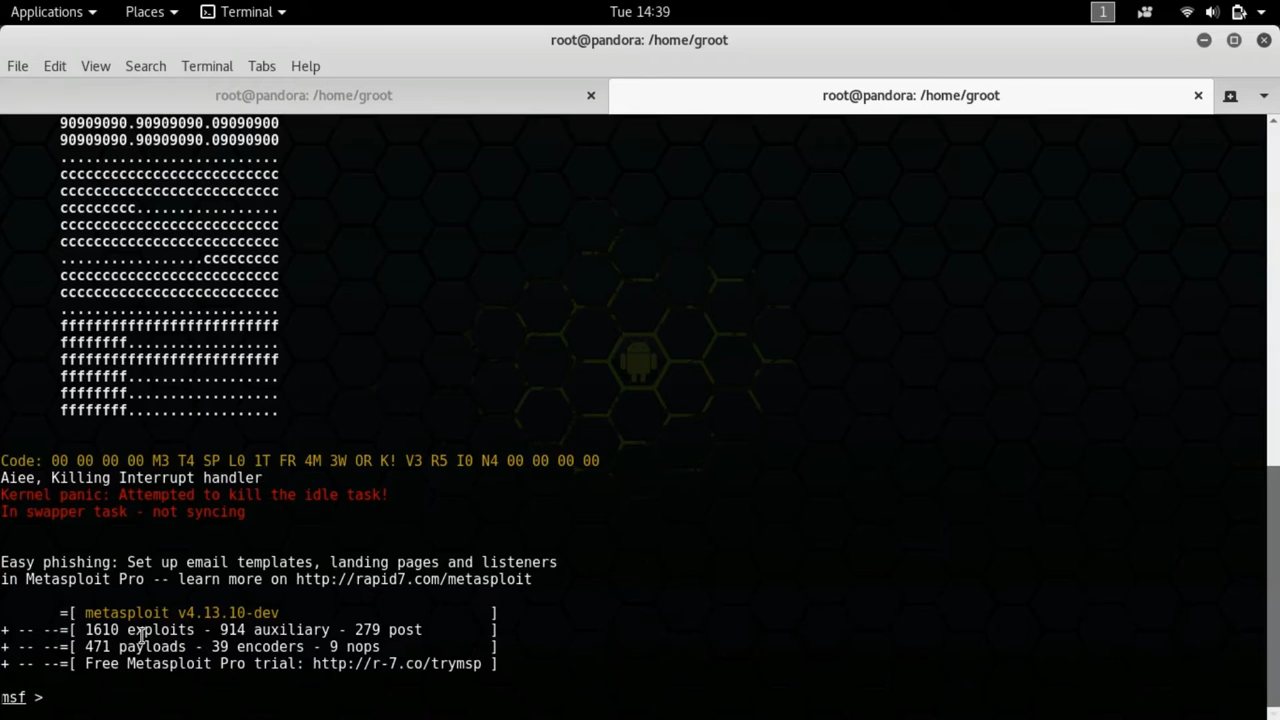 Applications Places Terminal Tue 14:39 1
root@pandora: /home/groot
File Edit View Search Terminal Tabs Help
root@pandora: /home/groot root@pandora: /home/groot
90909090.90909090.09090900
90909090.90909090.09090900
..........................
cccccccccccccccccccccccccc
cccccccccccccccccccccccccc
ccccccccc.................
cccccccccccccccccccccccccc
cccccccccccccccccccccccccc
.................ccccccccc
cccccccccccccccccccccccccc
cccccccccccccccccccccccccc
..........................
ffffffffffffffffffffffffff
ffffffff..................
ffffffffffffffffffffffffff
ffffffff..................
ffffffff..................
ffffffff..................
Code: 00 00 00 00 M3 T4 SP L0 1T FR 4M 3W OR K! V3 R5 I0 N4 00 00 00 00
Aiee, Killing Interrupt handler
Kernel panic: Attempted to kill the idle task!
In swapper task - not syncing
Easy phishing: Set up email templates, landing pages and listeners
in Metasploit Pro -- learn more on http://rapid7.com/metasploit
=[ metasploit v4.13.10-dev ]
+ -- --=[ 1610 exploits - 914 auxiliary - 279 post ]
+ -- --=[ 471 payloads - 39 encoders - 9 nops ]
+ -- --=[ Free Metasploit Pro trial: http://r-7.co/trymsp ]
msf >